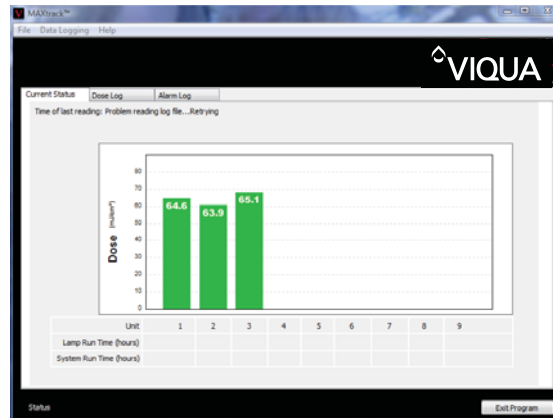 MAXtrack™
File Data Logging Help
VIQUA
Current Status Dose Log Alarm Log
Time of last reading: Problem reading log file...Retrying
80
70
60
50
40
30
20
10
0
Dose (mJ/cm²)
64.6 63.9 65.1
Unit 1 2 3 4 5 6 7 8 9
Lamp Run Time (hours)
System Run Time (hours)
Status Exit Program